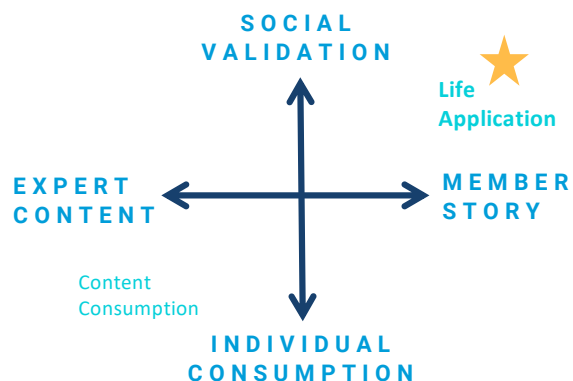 SOCIAL
VALIDATION
Life
Application
EXPERT
CONTENT
MEMBER
STORY
Content
Consumption
INDIVIDUAL
CONSUMPTION